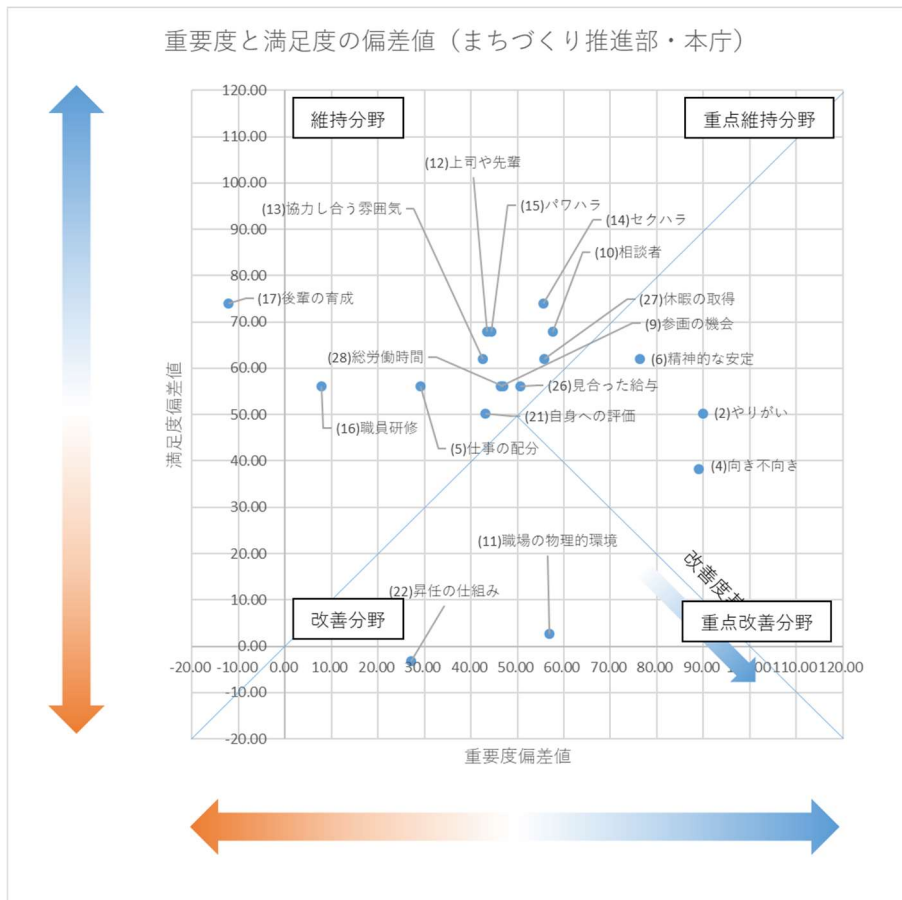 重要度と満足度の偏差値（まちづくり推進部・本庁）
120.00
維持分野
重点維持分野
110.00
(12)上司や先輩
100.00
(15)パワハラ
(13)協力し合う雰囲気
90.00
(14)セクハラ
(10)相談者
80.00
(17)後輩の育成
(27)休暇の取得
70.00
(9)参画の機会
60.00
(28)総労働時間
(6)精神的な安定
(26)見合った給与
50.00
(21)自身への評価
(2)やりがい
(16)職員研修
(5)仕事の配分
満足度偏差値
40.00
(4)向き不向き
30.00
(11)職場の物理的環境
20.00
改善度
(22)昇任の仕組み
10.00
改善分野
重点改善分野
0.00
-20.00 -10.00 0.00 10.00 20.00 30.00 40.00 50.00 60.00 70.00 80.00 90.00 100.00 110.00 120.00
-10.00
-20.00
重要度偏差値